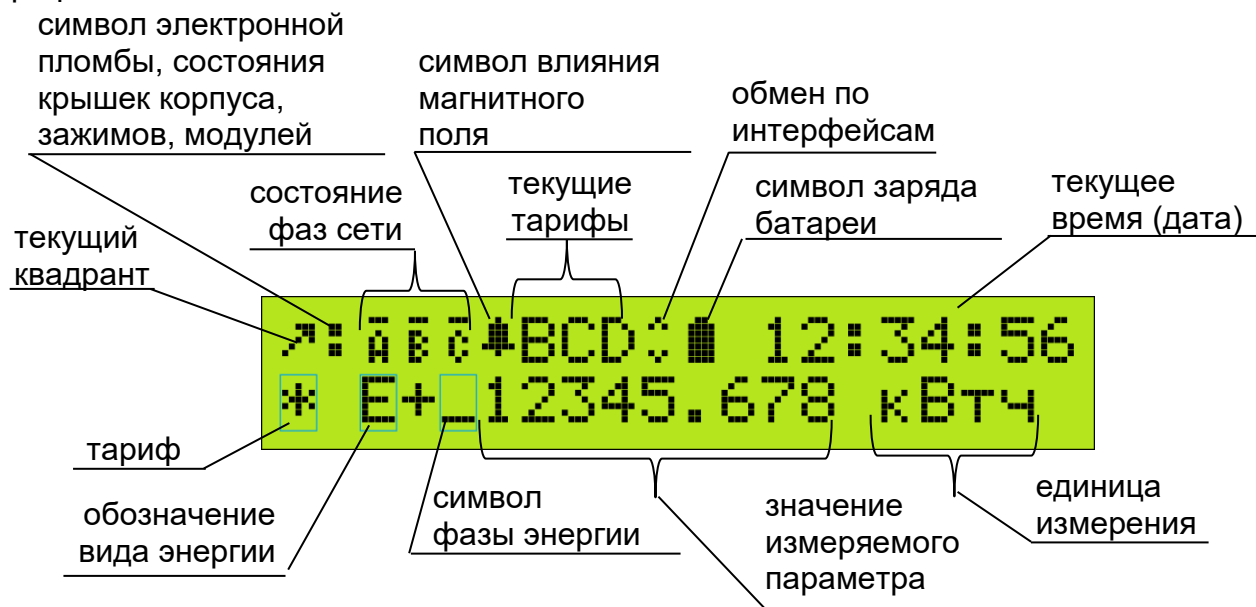 символ электронной
пломбы, состояния
крышек корпуса,
зажимов, модулей
символ влияния
магнитного
поля
обмен по
интерфейсам
состояние
фаз сети
текущие
тарифы
символ заряда
батареи
текущее
время (дата)
текущий
квадрант
A B C BCD 12:34:56
* E+_12345.678 кВтч
тариф
обозначение
вида энергии
символ
фазы энергии
значение
измеряемого
параметра
единица
измерения